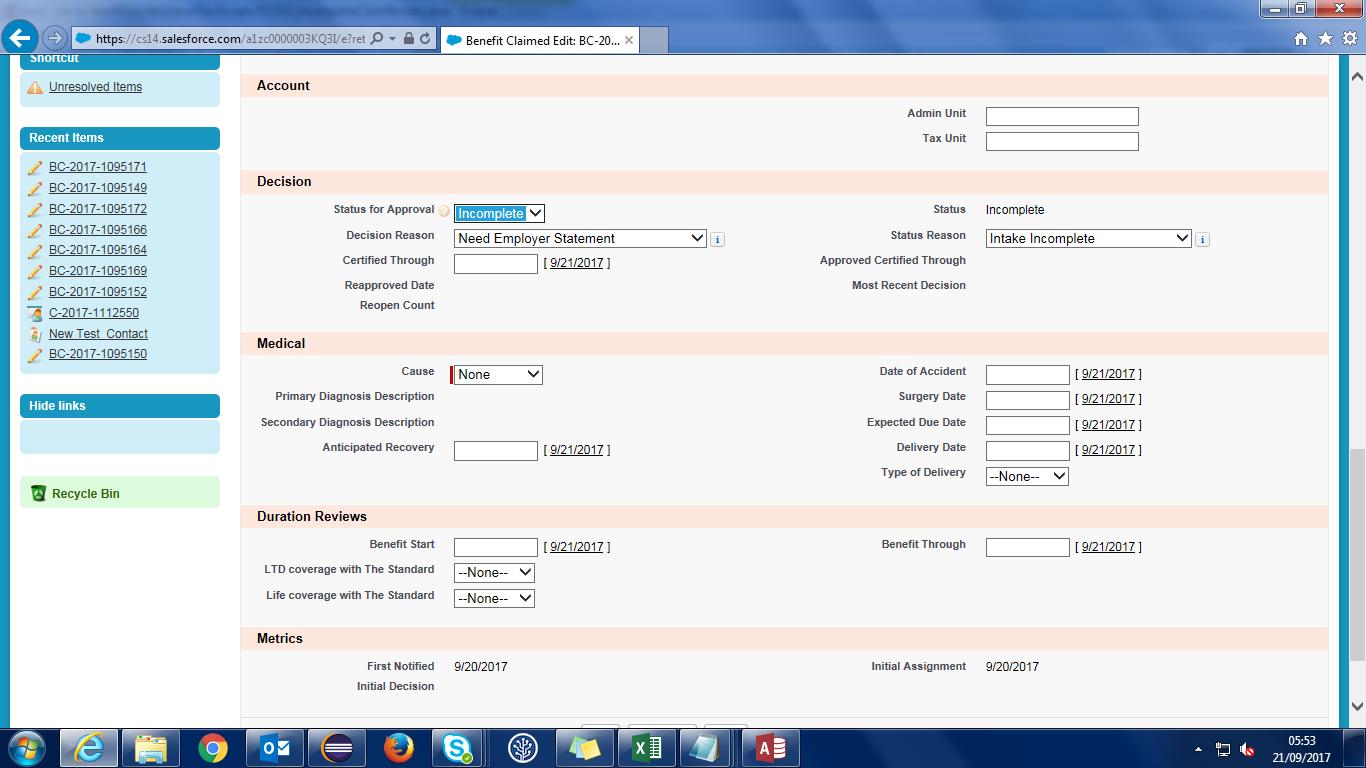 https://cs14.salesforce.com/a1zc0000003KQ3I/e?ret
Benefit Claimed Edit: BC-20...
Shortcut
Unresolved Items
Recent Items
BC-2017-1095171
BC-2017-1095149
BC-2017-1095172
BC-2017-1095166
BC-2017-1095164
BC-2017-1095169
BC-2017-1095152
C-2017-1112550
New Test Contact
BC-2017-1095150
Hide links
Recycle Bin
Account
Admin Unit
Tax Unit
Decision
Status for Approval Incomplete Status Incomplete
Decision Reason Need Employer Statement Status Reason Intake Incomplete
Certified Through [ 9/21/2017 ] Approved Certified Through
Reapproved Date Most Recent Decision
Reopen Count
Medical
Cause None Date of Accident [ 9/21/2017 ]
Primary Diagnosis Description Surgery Date [ 9/21/2017 ]
Secondary Diagnosis Description Expected Due Date [ 9/21/2017 ]
Anticipated Recovery [ 9/21/2017 ] Delivery Date [ 9/21/2017 ]
Type of Delivery --None--
Duration Reviews
Benefit Start [ 9/21/2017 ] Benefit Through [ 9/21/2017 ]
LTD coverage with The Standard --None--
Life coverage with The Standard --None--
Metrics
First Notified 9/20/2017 Initial Assignment 9/20/2017
Initial Decision
05:53
21/09/2017